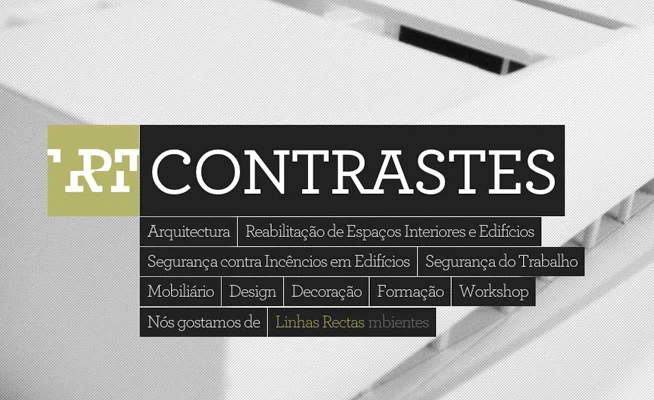 ART CONTRASTES
Arquitectura Reabilitação de Espaços Interiores e Edifícios
Segurança contra Incêncios em Edifícios Segurança do Trabalho
Mobiliário Design Decoração Formação Workshop
Nós gostamos de Linhas Rectas mbientes